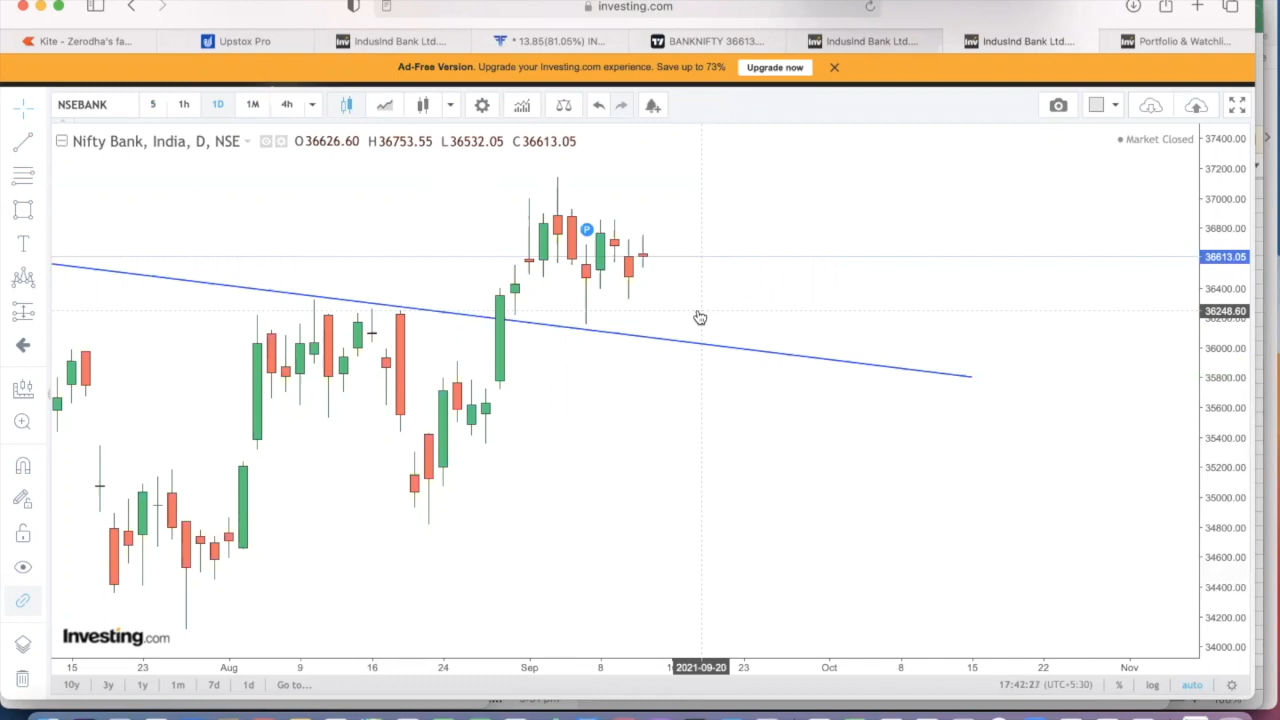 investing.com
Kite - Zerodha's fa...
Upstox Pro
IndusInd Bank Ltd....
* 13.85(81.05%) IN...
BANKNIFTY 36613....
IndusInd Bank Ltd....
IndusInd Bank Ltd....
Portfolio & Watchli...
Ad-Free Version. Upgrade your Investing.com experience. Save up to 73%
Upgrade now
NSEBANK 5 1h 1D 1M 4h
Nifty Bank, India, D, NSE O36626.60 H36753.55 L36532.05 C36613.05
Market Closed
37400.00
37200.00
37000.00
36800.00
36613.05
36400.00
36248.60
36000.00
35800.00
35600.00
35400.00
35200.00
35000.00
34800.00
34600.00
34400.00
34200.00
34000.00
P
T
Investing.com
15 23 Aug 9 16 24 Sep 8 2021-09-20 23 Oct 8 15 22 Nov
10y 3y 1y 1m 7d 1d Go to... 17:42:27 (UTC+5:30) % log auto